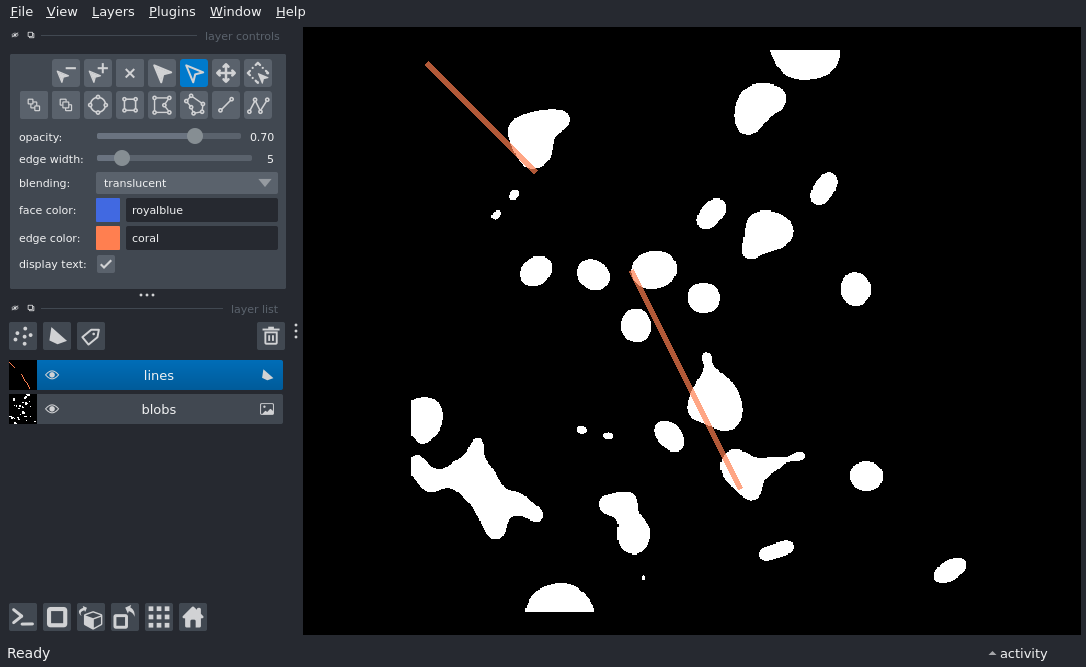 File View Layers Plugins Window Help
layer controls
opacity: 0.70
edge width: 5
blending: translucent
face color: royalblue
edge color: coral
display text:
layer list
lines
blobs
Ready activity